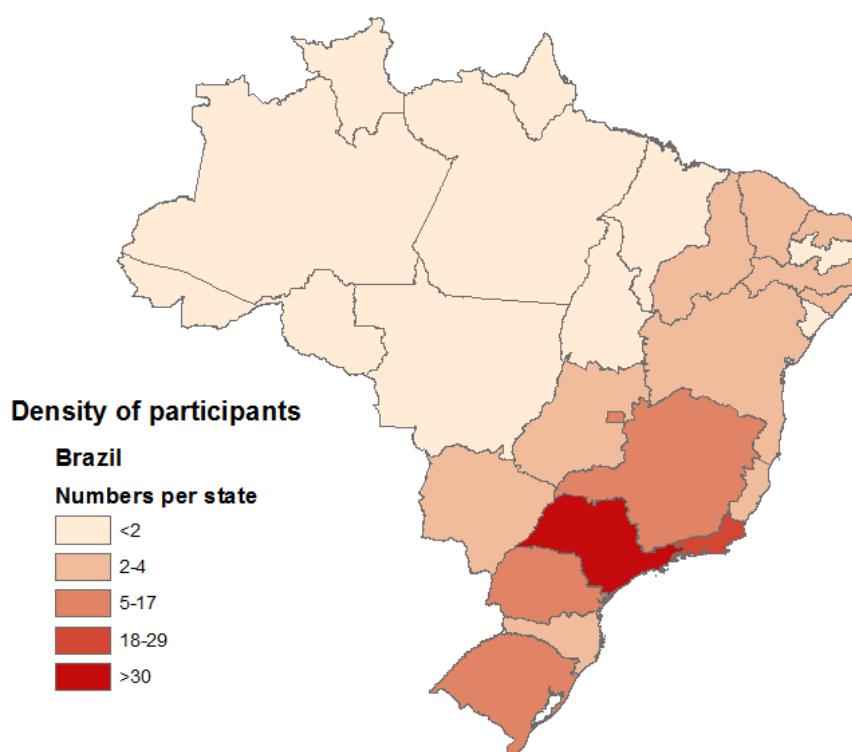 Density of participants
Brazil
Numbers per state
<2
2-4
5-17
18-29
>30